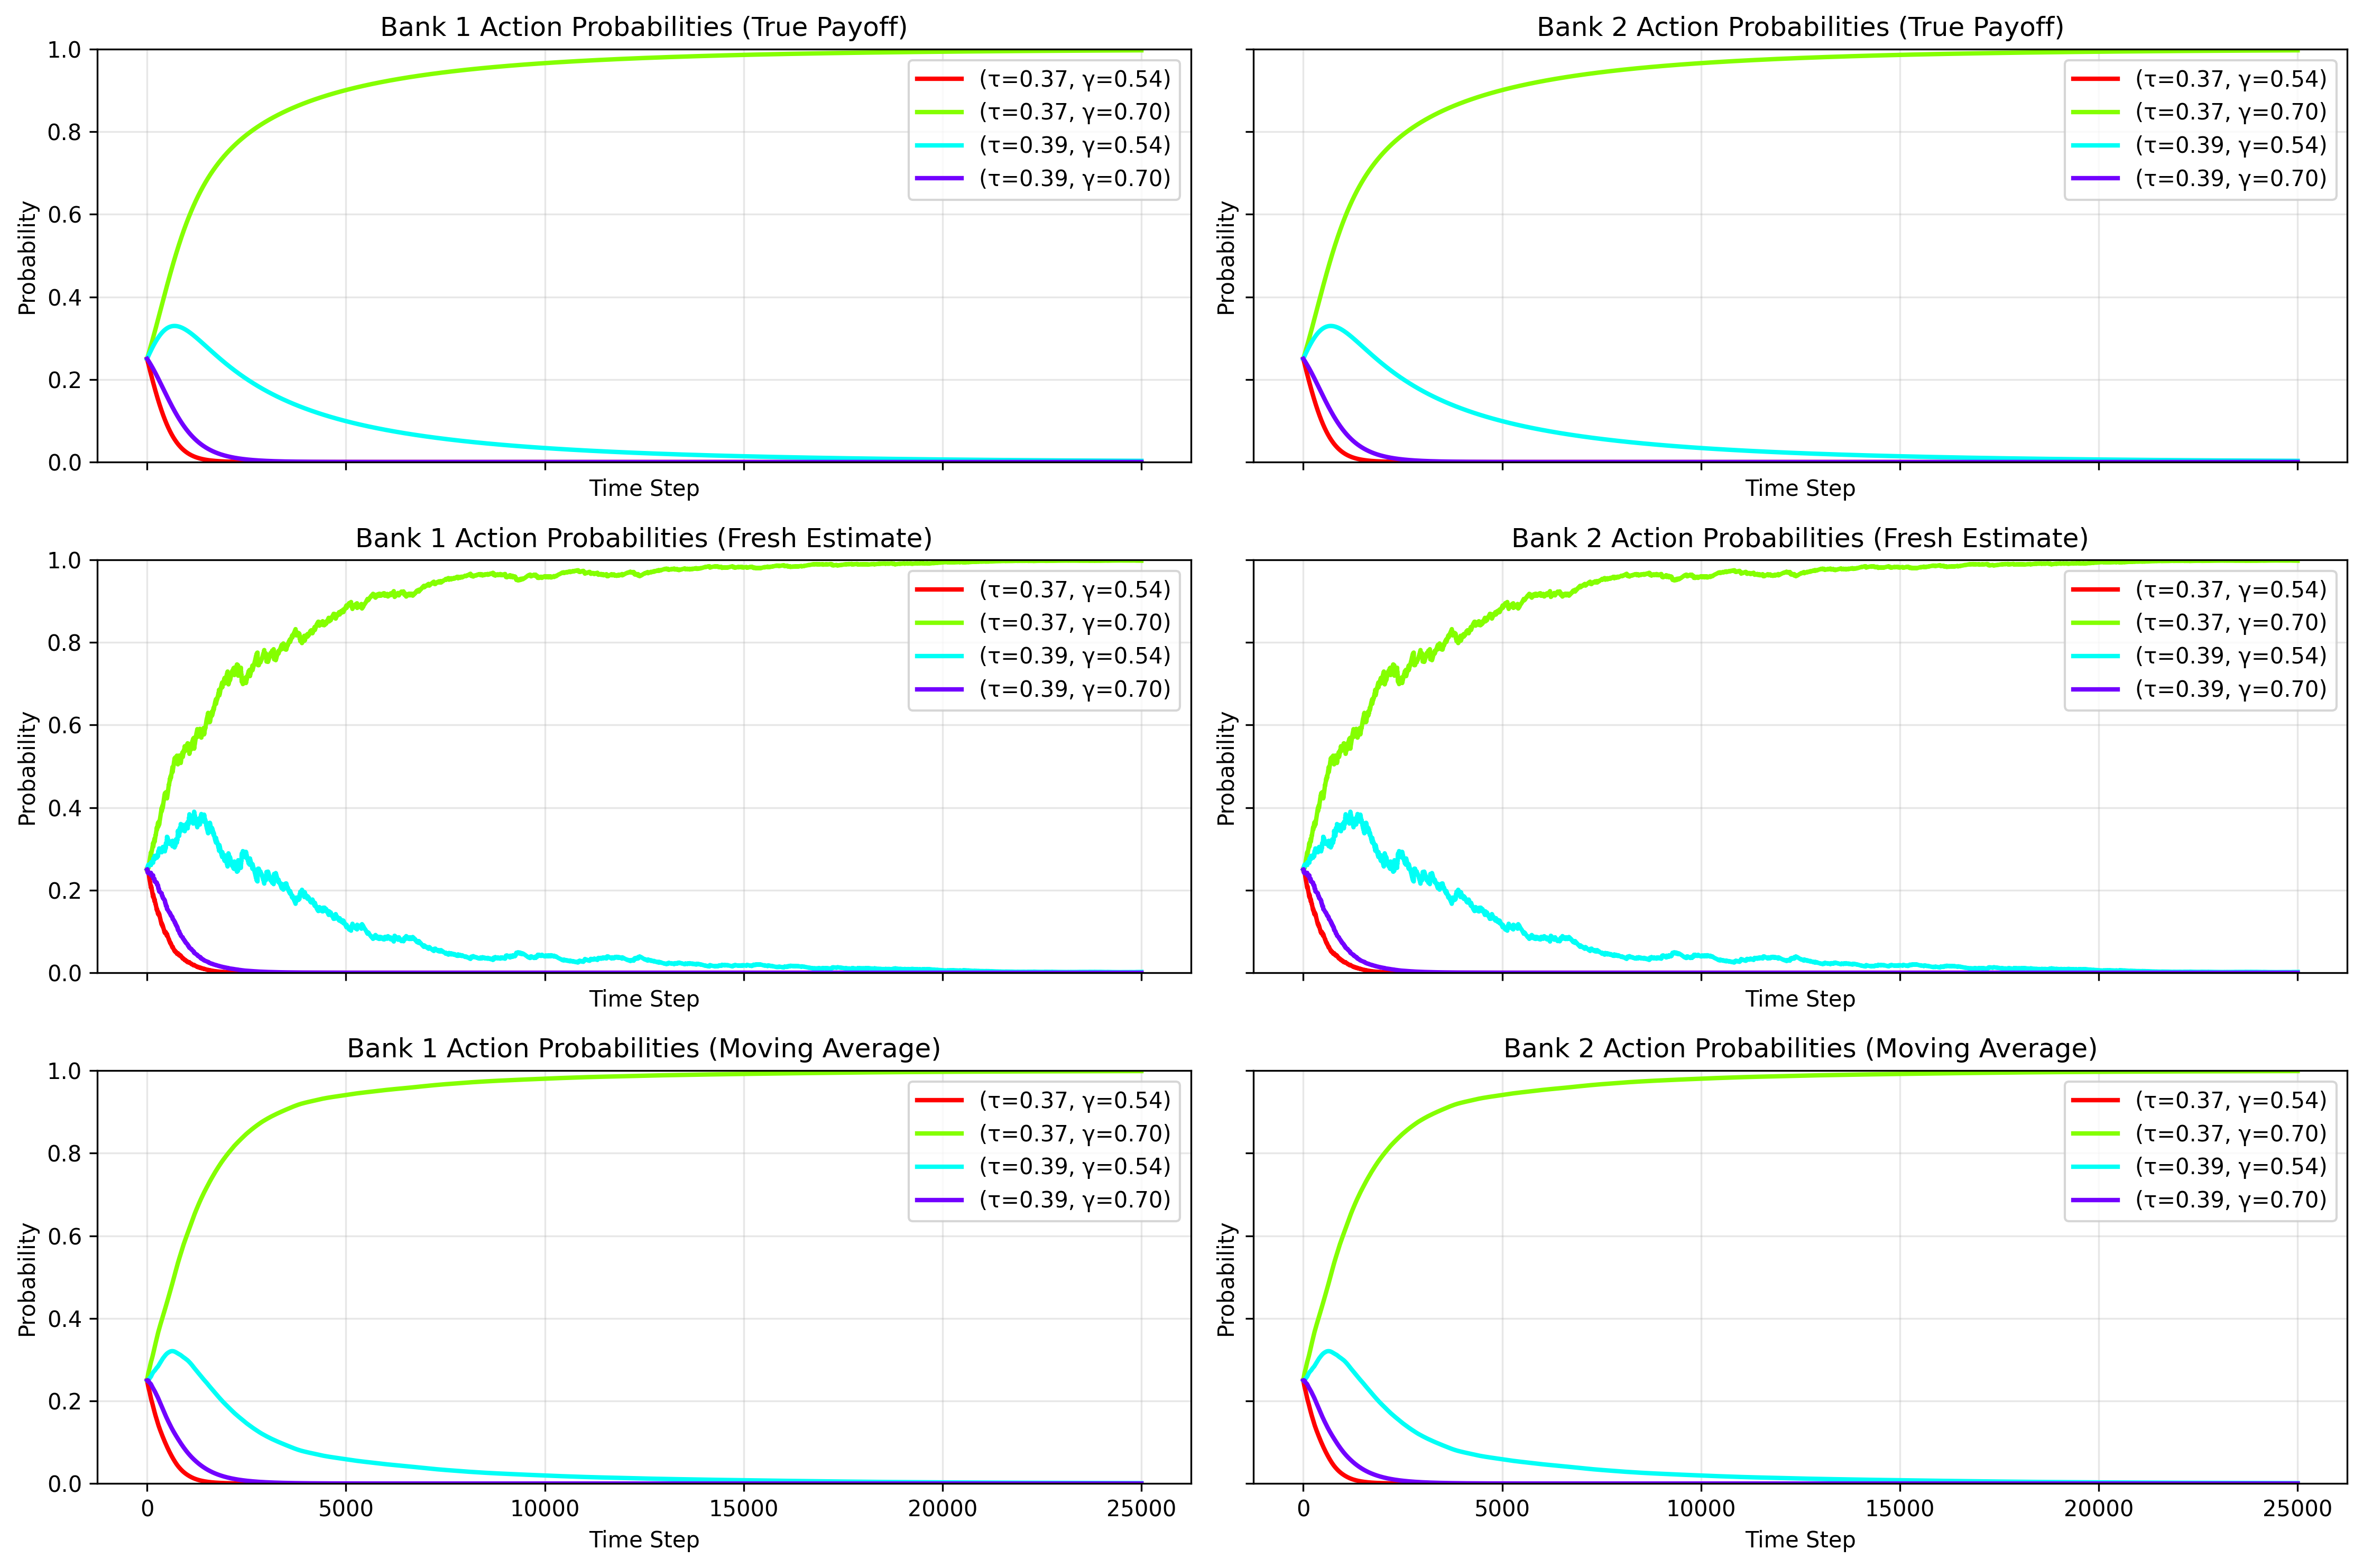 Bank 1 Action Probabilities (True Payoff)
Probability
1.0
0.8
0.6
0.4
0.2
0.0
(τ=0.37, γ=0.54)
(τ=0.37, γ=0.70)
(τ=0.39, γ=0.54)
(τ=0.39, γ=0.70)
Time Step
Bank 2 Action Probabilities (True Payoff)
Probability
(τ=0.37, γ=0.54)
(τ=0.37, γ=0.70)
(τ=0.39, γ=0.54)
(τ=0.39, γ=0.70)
Time Step
Bank 1 Action Probabilities (Fresh Estimate)
Probability
1.0
0.8
0.6
0.4
0.2
0.0
(τ=0.37, γ=0.54)
(τ=0.37, γ=0.70)
(τ=0.39, γ=0.54)
(τ=0.39, γ=0.70)
Time Step
Bank 2 Action Probabilities (Fresh Estimate)
Probability
(τ=0.37, γ=0.54)
(τ=0.37, γ=0.70)
(τ=0.39, γ=0.54)
(τ=0.39, γ=0.70)
Time Step
Bank 1 Action Probabilities (Moving Average)
Probability
1.0
0.8
0.6
0.4
0.2
0.0
(τ=0.37, γ=0.54)
(τ=0.37, γ=0.70)
(τ=0.39, γ=0.54)
(τ=0.39, γ=0.70)
0 5000 10000 15000 20000 25000
Time Step
Bank 2 Action Probabilities (Moving Average)
Probability
(τ=0.37, γ=0.54)
(τ=0.37, γ=0.70)
(τ=0.39, γ=0.54)
(τ=0.39, γ=0.70)
0 5000 10000 15000 20000 25000
Time Step